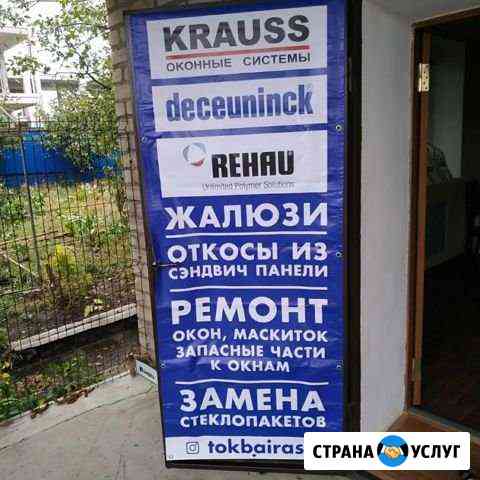 KRAUSS
ОКОННЫЕ СИСТЕМЫ
deceuninck
REHAU
Unlimited Polymer Solutions
ЖАЛЮЗИ
ОТКОСЫ ИЗ
СЭНДВИЧ ПАНЕЛИ
РЕМОНТ
ОКОН, МАСКИТОК
ЗАПАСНЫЕ ЧАСТИ
К ОКНАМ
ЗАМЕНА
СТЕКЛОПАКЕТОВ
tokbairas
СТРАНА УСЛУГ